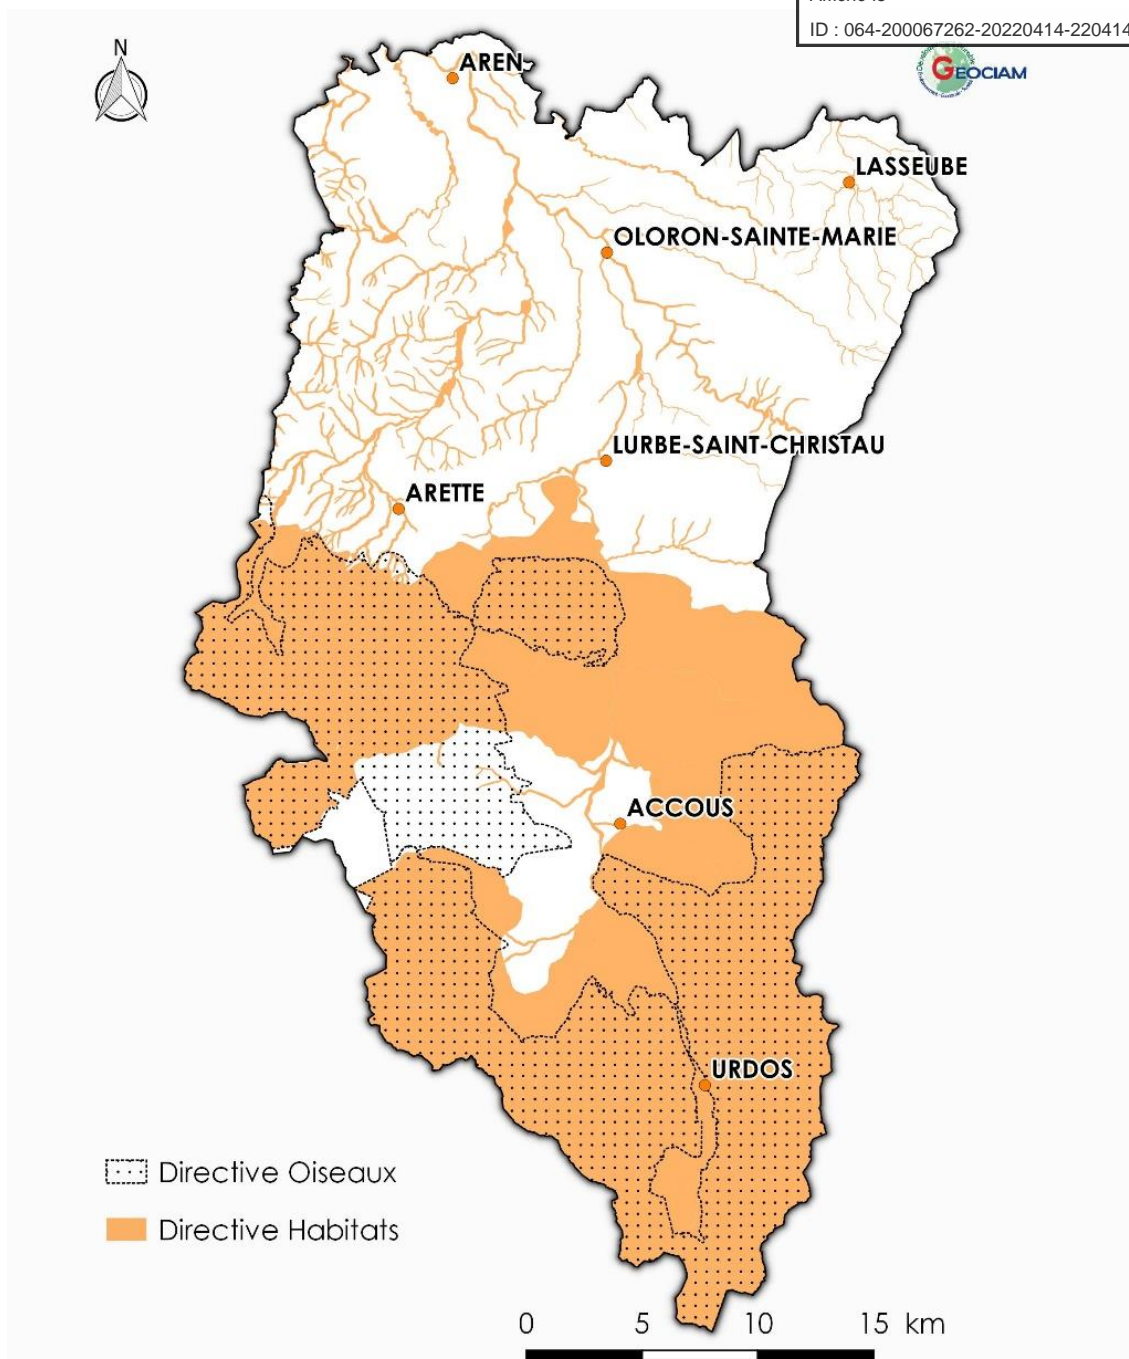 ID : 064-200067262-20220414-220414
GEOCIAM
N
AREN
LASSEUBE
OLORON-SAINTE-MARIE
LURBE-SAINT-CHRISTAU
ARETTE
ACCOUS
URDOS
Directive Oiseaux
Directive Habitats
0 5 10 15 km